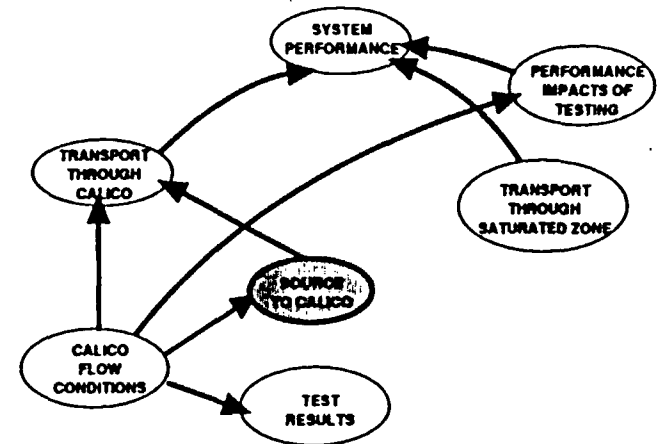 SYSTEM
PERFORMANCE
PERFORMANCE
IMPACTS OF
TESTING
TRANSPORT
THROUGH
CALICO
TRANSPORT
THROUGH
SATURATED ZONE
SOURCE
TO CALICO
CALICO
FLOW
CONDITIONS
TEST
RESULTS